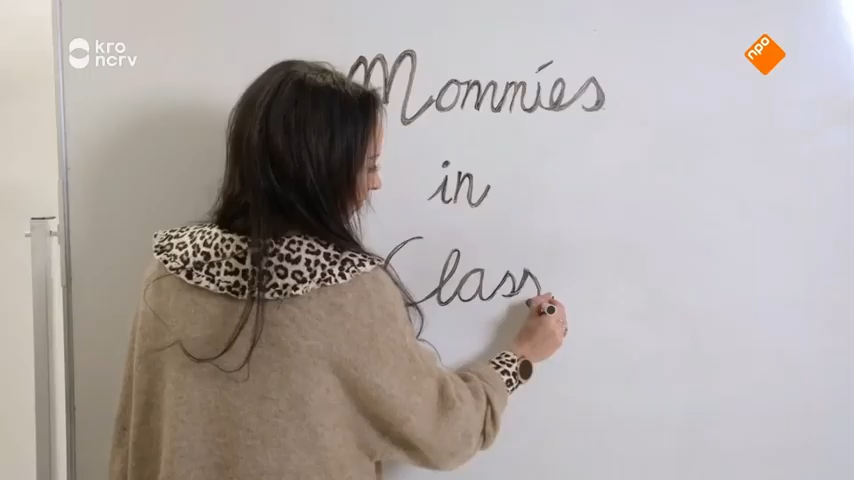 kro
ncrv
npo
Mommies
in
Class